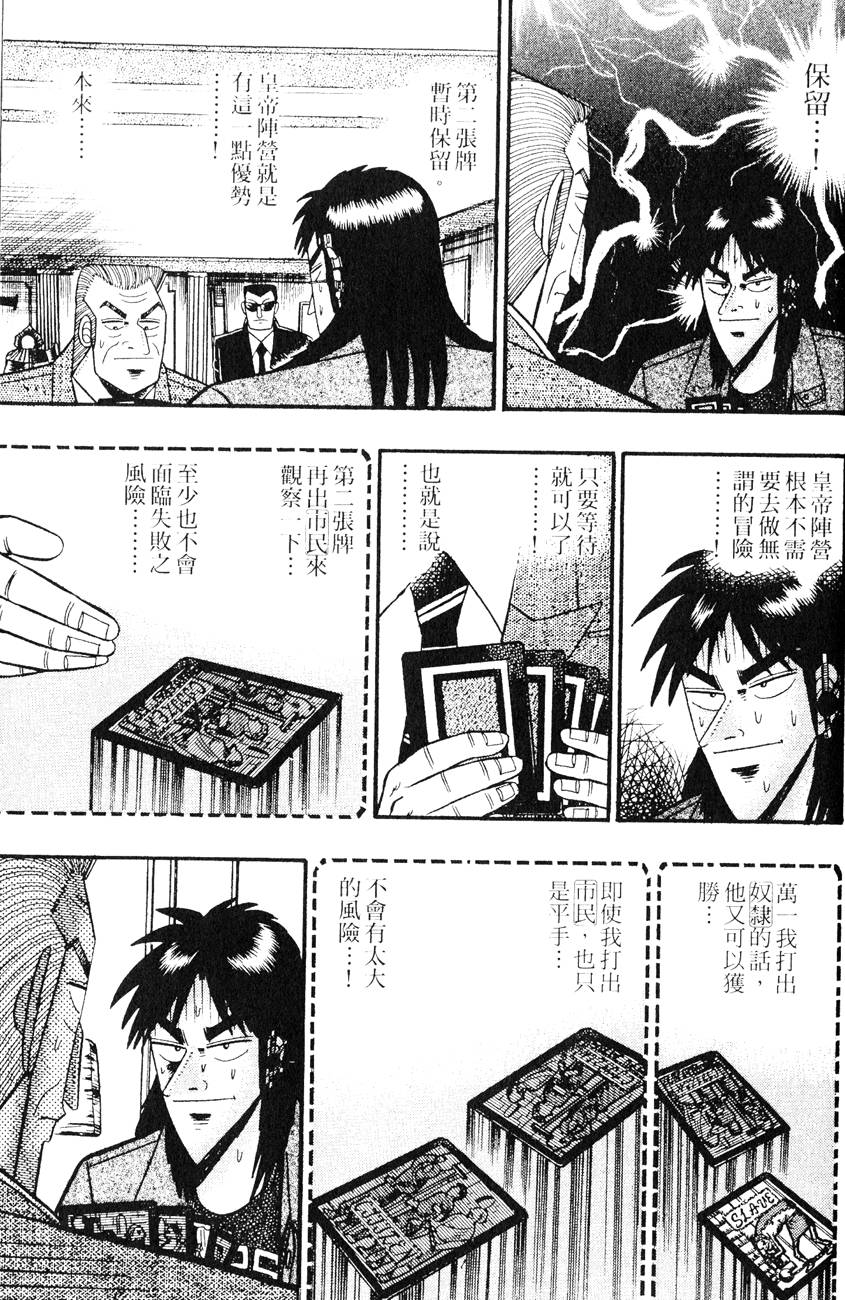 保留…！
第二張牌
暫時保留。
皇帝陣營就是
有這一點優勢
………！
本來……
皇帝陣營
根本不需
要去做無
謂的冒險
………！
只要等待
就可以了
………！
也就是說
………
第二張牌
再出市民來
觀察一下…
至少也不會
面臨失敗之
風險………
萬一我打出
奴隸的話，
他又可以獲
勝…
SLAVE
即使我打出
市民，也只
是平手…
CITIZEN
不會有太大
的風險…！